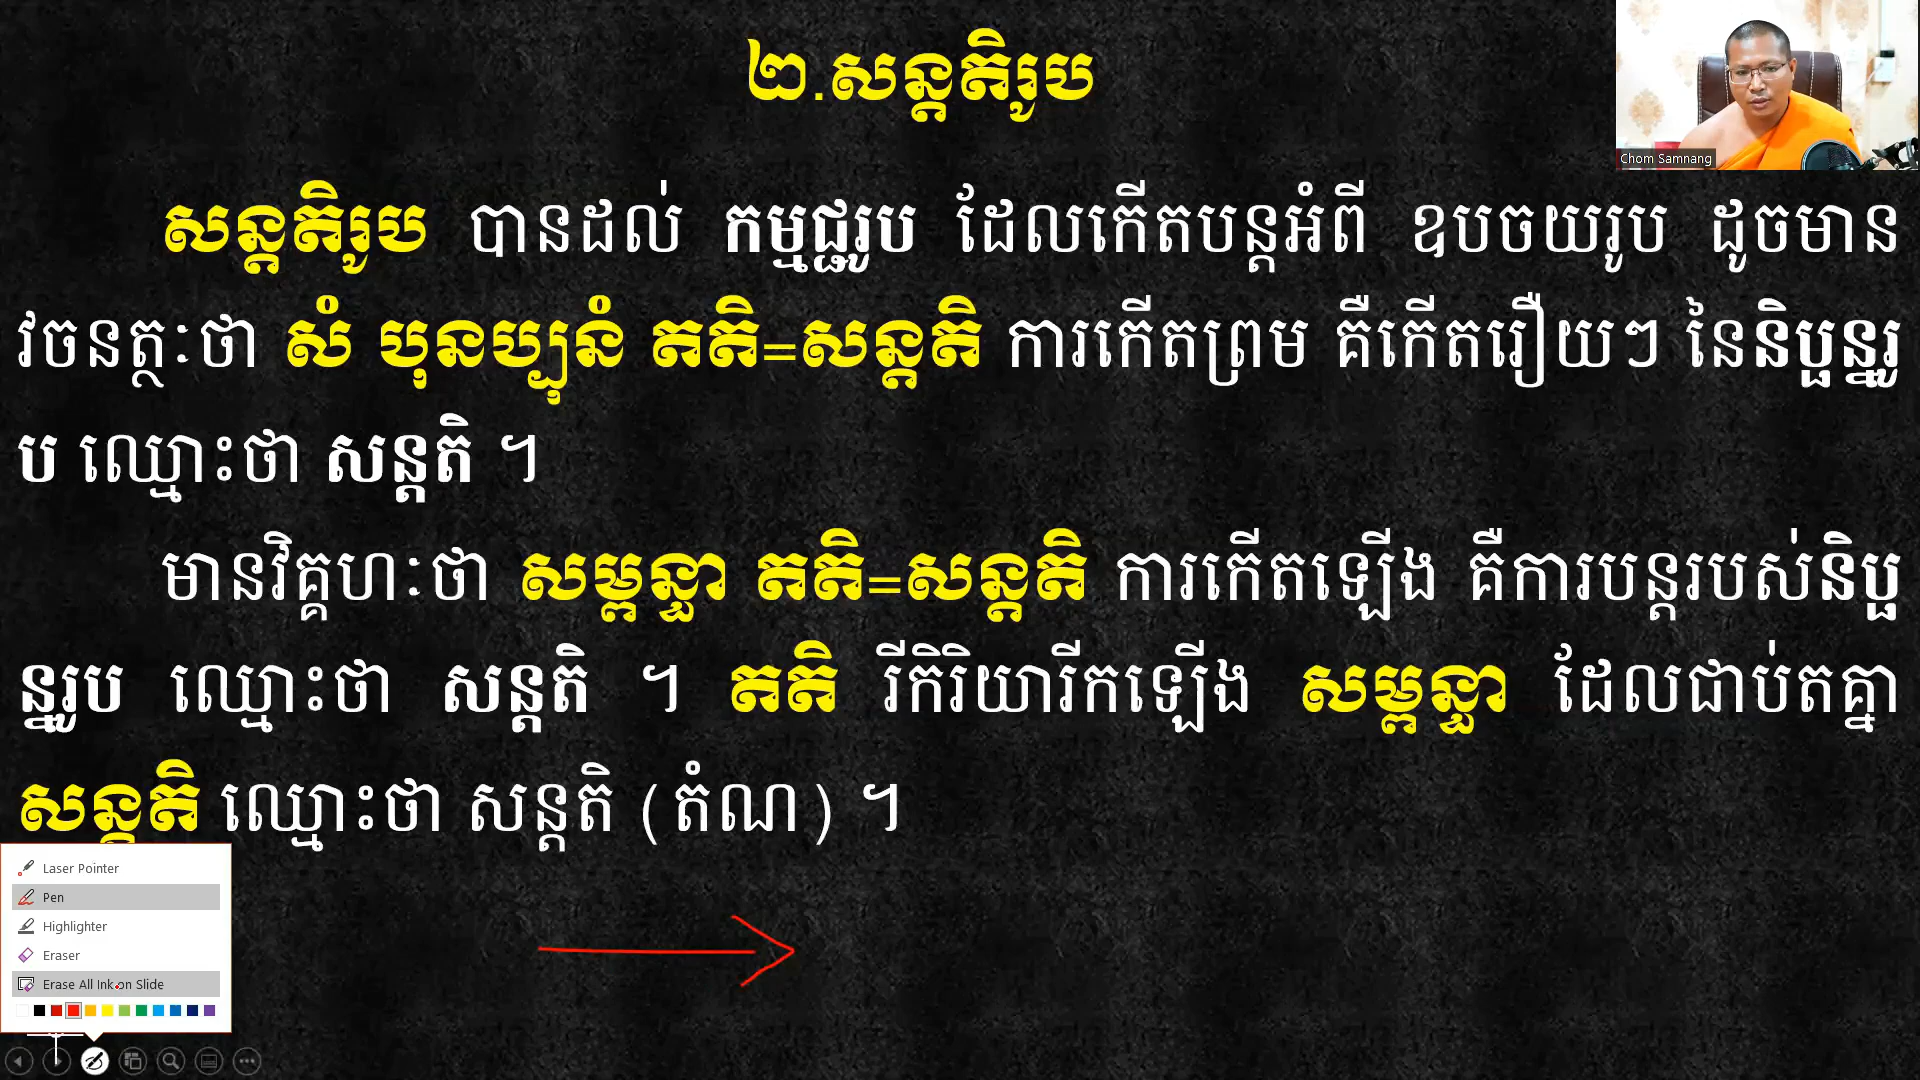 ២.សន្តតិរូប
Chom Samnang
សន្តតិរូប បានដល់ កម្មជ្ជរូប ដែលកើតបន្តអំពី ឧបចយរូប ដូចមាន
វចនត្ថៈថា សំ បុនប្បុនំ តតិ=សន្តតិ ការកើតព្រម គឺកើតរឿយៗ នៃនិប្ផន្នរូ
ប ឈ្មោះថា សន្តតិ ។
មានវិគ្គហៈថា សម្ពន្ធា តតិ=សន្តតិ ការកើតឡើង គឺការបន្តរបស់និប្ផ
ន្នរូប ឈ្មោះថា សន្តតិ ។ តតិ រីកិរិយារីកឡើង សម្ពន្ធា ដែលជាប់តគ្នា
សន្តតិ ឈ្មោះថា សន្តតិ (តំណ) ។
Laser Pointer
Pen
Highlighter
Eraser
Erase All Ink on Slide